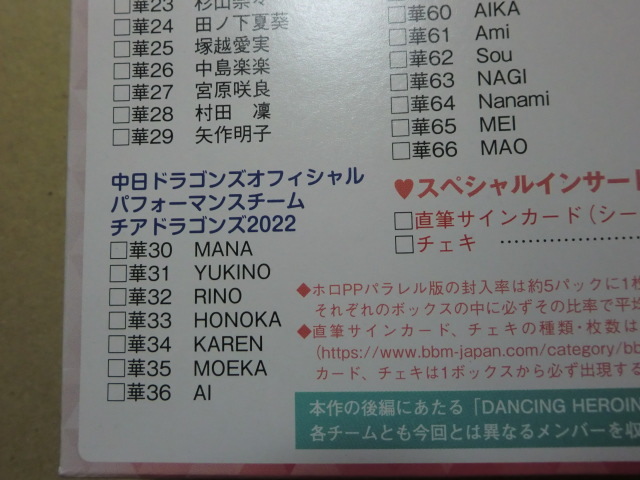 □華23 杉山奈々
□華24 田ノ下夏葵
□華25 塚越愛実
□華26 中島楽楽
□華27 宮原咲良
□華28 村田 凜
□華29 矢作明子
中日ドラゴンズオフィシャル
パフォーマンスチーム
チアドラゴンズ2022
□華30 MANA
□華31 YUKINO
□華32 RINO
□華33 HONOKA
□華34 KAREN
□華35 MOEKA
□華36 AI
□華60 AIKA
□華61 Ami
□華62 Sou
□華63 NAGI
□華64 Nanami
□華65 MEI
□華66 MAO
♥スペシャルインサート
□直筆サインカード(シー
□チェキ ……………
◆ホロPPパラレル版の封入率は約5パックに1枚
それぞれのボックスの中に必ずその比率で平均
◆直筆サインカード、チェキの種類・枚数は
(https://www.bbm-japan.com/category/bb
カード、チェキは1ボックスから必ず出現する
本作の後編にあたる「DANCING HEROIN
各チームとも今回とは異なるメンバーを収